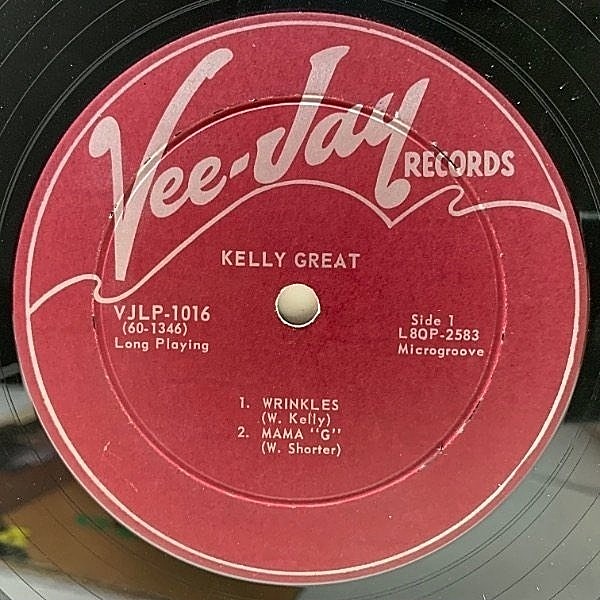 Vee-Jay
RECORDS
KELLY GREAT
VJLP-1016
(60-1346)
Long Playing
Side 1
L8OP-2583
Microgroove
1. WRINKLES
(W. Kelly)
2. MAMA "G"
(W. Shorter)